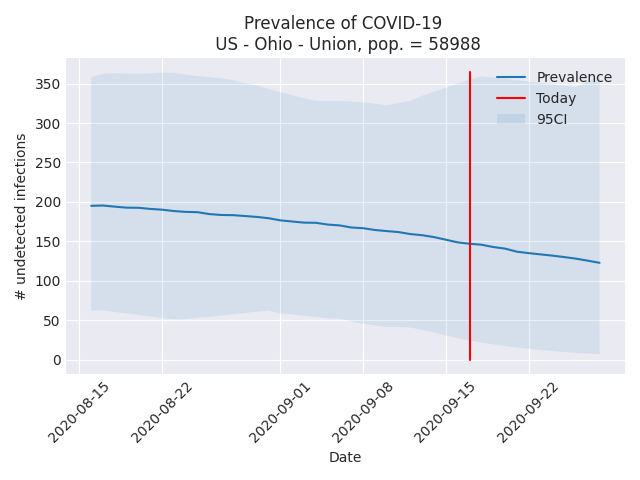 Prevalence of COVID-19
US - Ohio - Union, pop. = 58988
# undetected infections
350
300
250
200
150
100
50
0
Prevalence
Today
95CI
2020-08-15
2020-08-22
2020-09-01
2020-09-08
2020-09-15
2020-09-22
Date